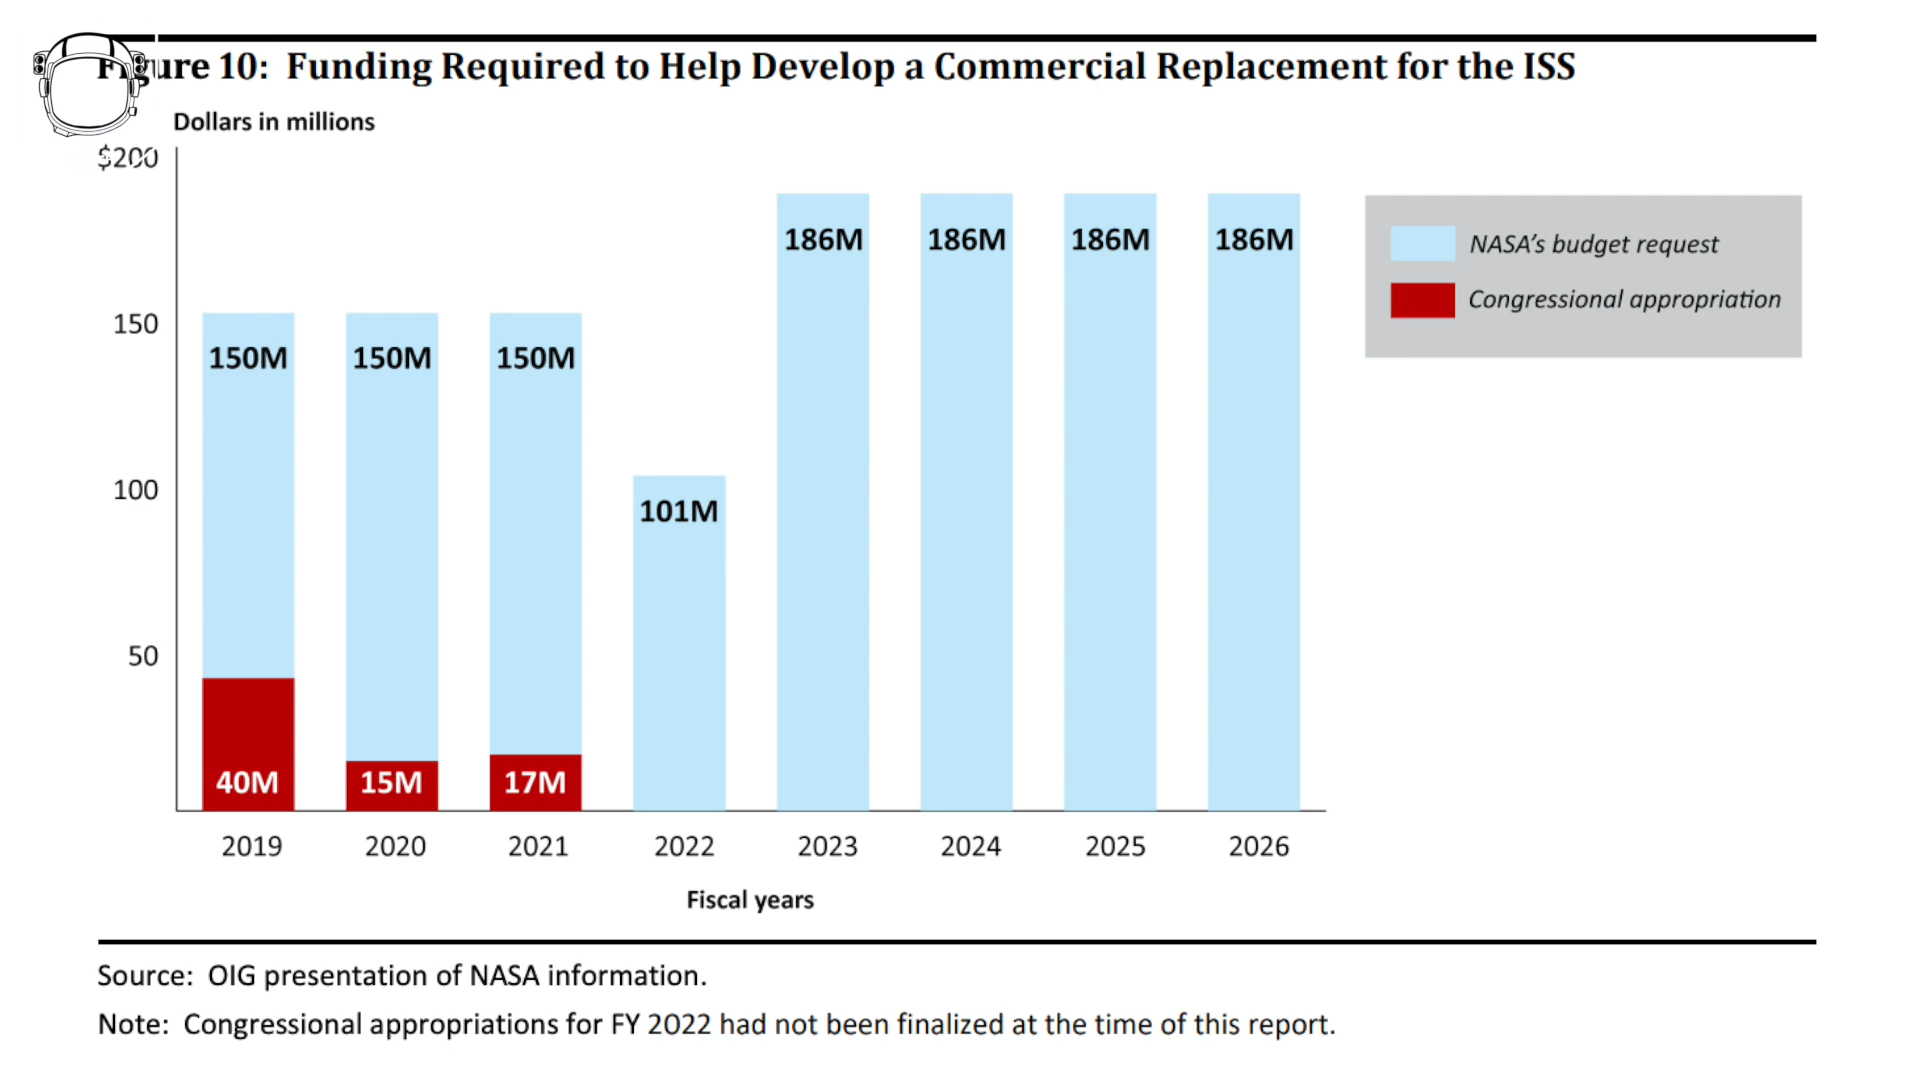 Figure 10: Funding Required to Help Develop a Commercial Replacement for the ISS
Dollars in millions
$200
150
100
50
150M
150M
150M
101M
186M
186M
186M
186M
40M
15M
17M
2019
2020
2021
2022
2023
2024
2025
2026
Fiscal years
NASA's budget request
Congressional appropriation
Source: OIG presentation of NASA information.
Note: Congressional appropriations for FY 2022 had not been finalized at the time of this report.